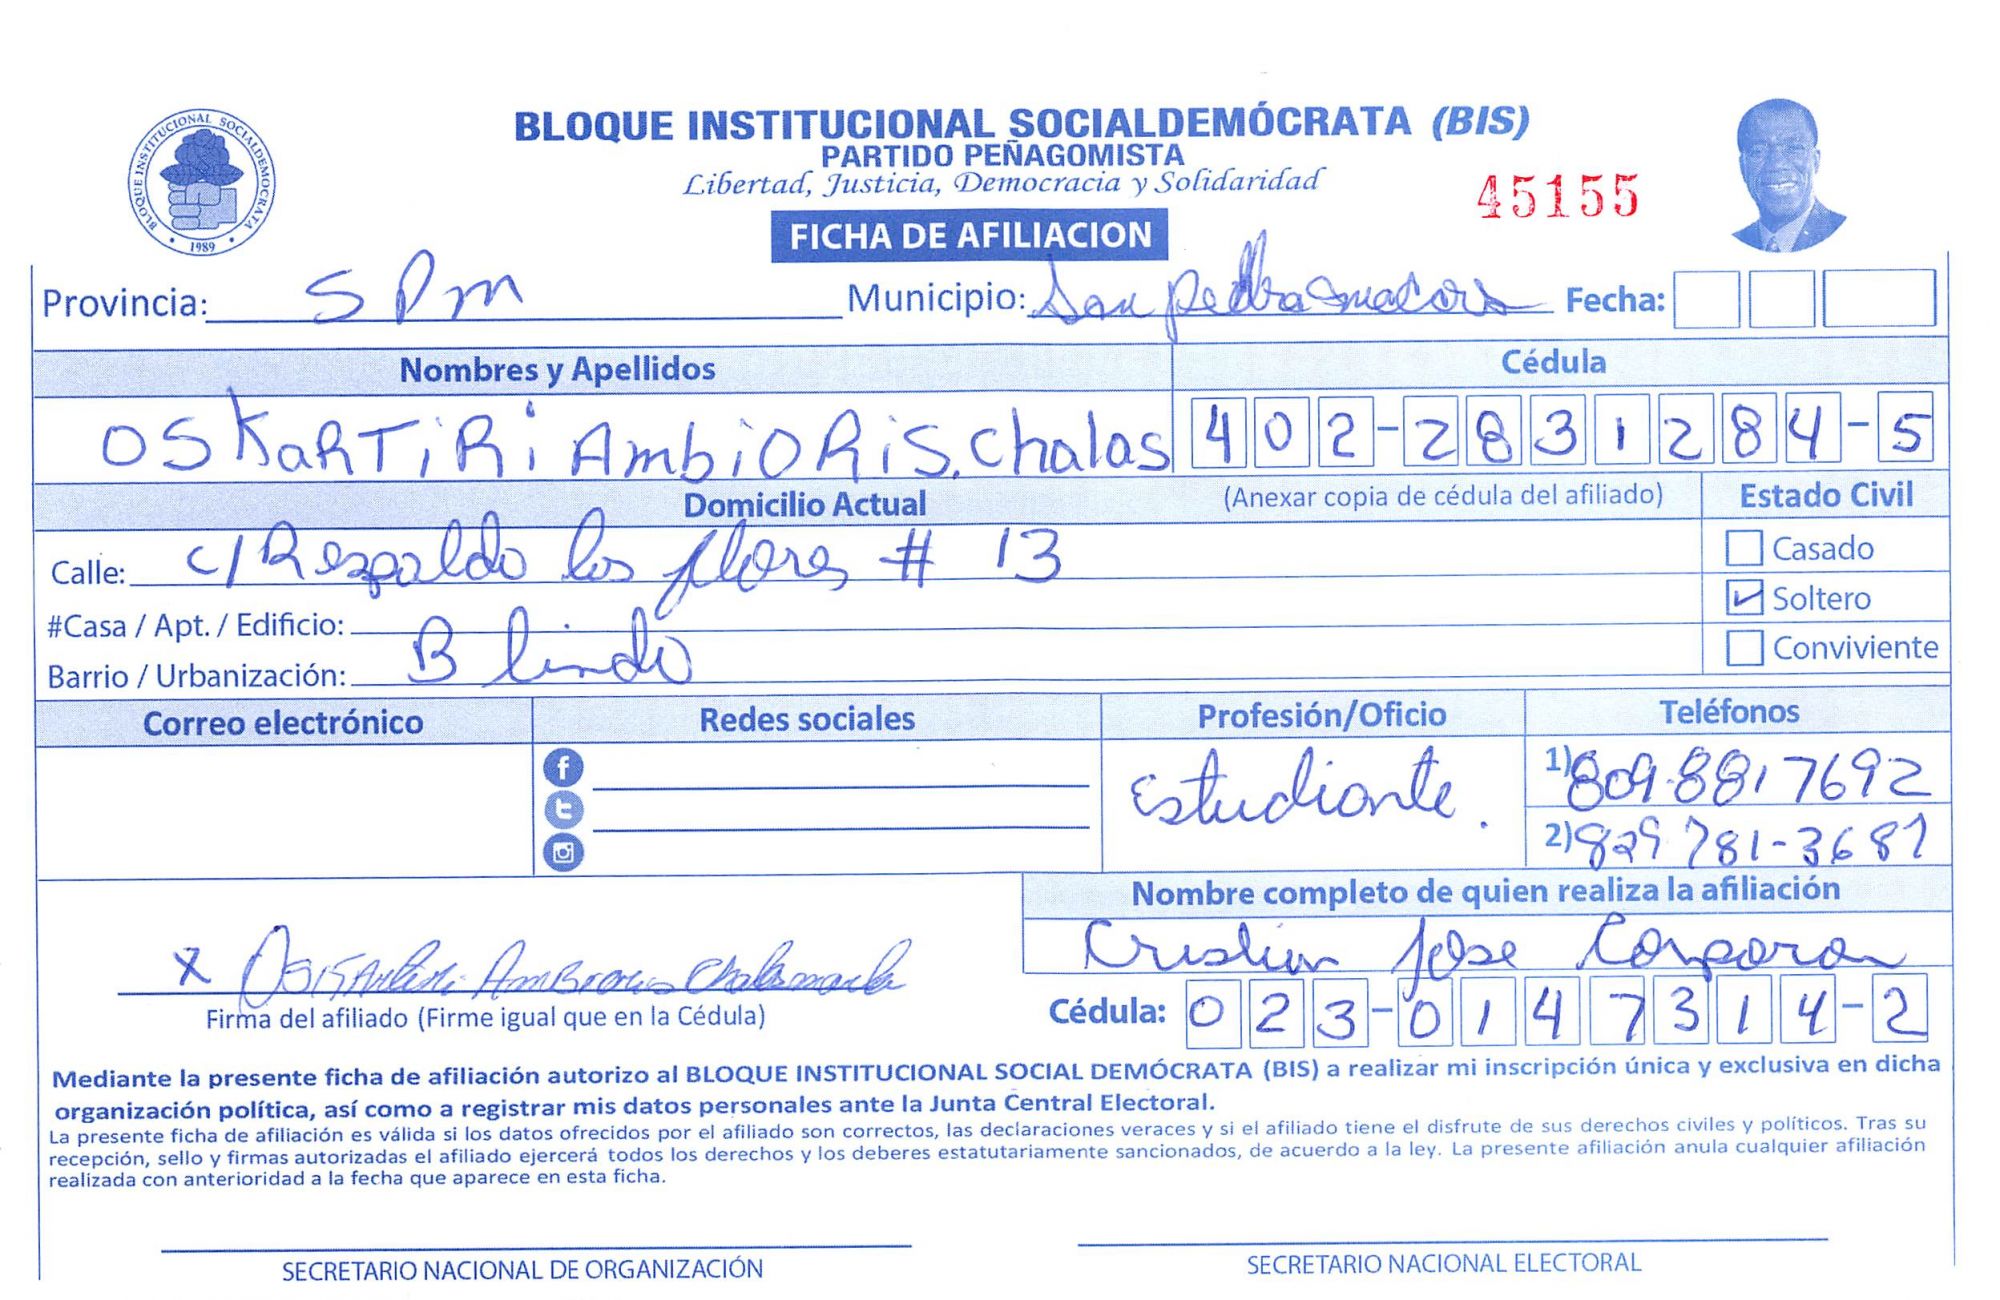 BLOQUE INSTITUCIONAL SOCIALDEMOCRATA
1989
BLOQUE INSTITUCIONAL SOCIALDEMÓCRATA (BIS)
PARTIDO PEÑAGOMISTA
Libertad, Justicia, Democracia y Solidaridad
45155
FICHA DE AFILIACION
Provincia: SPm Municipio: San Pedro Fecha:
Nombres y Apellidos Cédula
OSKARTiRi AmbiORiS. Chalas 402-2831284-5
Domicilio Actual (Anexar copia de cédula del afiliado) Estado Civil
Calle: c/ Respaldo las flores # 13 Casado
#Casa / Apt. / Edificio: Soltero
Barrio / Urbanización: B lindo Conviviente
Correo electrónico Redes sociales Profesión/Oficio Teléfonos
Estudiante. 1) 809-881 7692
2) 829 781-3687
Nombre completo de quien realiza la afiliación
Cristian Jose Corporan
X
Firma del afiliado (Firme igual que en la Cédula) Cédula: 023-0147314-2
Mediante la presente ficha de afiliación autorizo al BLOQUE INSTITUCIONAL SOCIAL DEMÓCRATA (BIS) a realizar mi inscripción única y exclusiva en dicha
organización política, así como a registrar mis datos personales ante la Junta Central Electoral.
La presente ficha de afiliación es válida si los datos ofrecidos por el afiliado son correctos, las declaraciones veraces y si el afiliado tiene el disfrute de sus derechos civiles y políticos. Tras su
recepción, sello y firmas autorizadas el afiliado ejercerá todos los derechos y los deberes estatutariamente sancionados, de acuerdo a la ley. La presente afiliación anula cualquier afiliación
realizada con anterioridad a la fecha que aparece en esta ficha.
SECRETARIO NACIONAL DE ORGANIZACIÓN SECRETARIO NACIONAL ELECTORAL